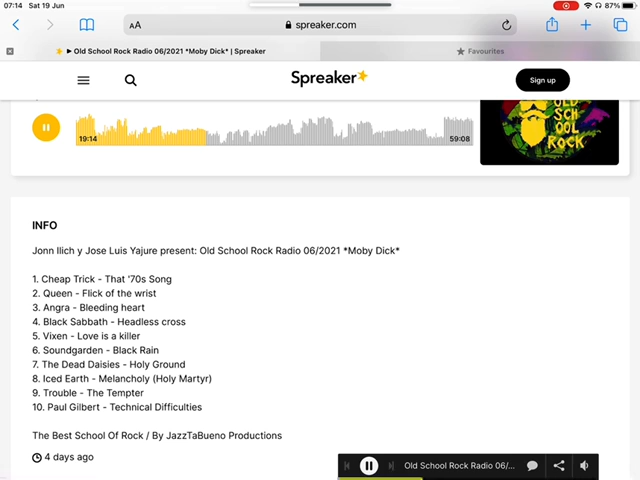 07:14 Sat 19 Jun
87%
AA
spreaker.com
▶ Old School Rock Radio 06/2021 *Moby Dick* | Spreaker
Favourites
Spreaker
Sign up
19:14
59:08
OLD
SCH
OOL
ROCK
INFO
Jonn Ilich y Jose Luis Yajure present: Old School Rock Radio 06/2021 *Moby Dick*
1. Cheap Trick - That '70s Song
2. Queen - Flick of the wrist
3. Angra - Bleeding heart
4. Black Sabbath - Headless cross
5. Vixen - Love is a killer
6. Soundgarden - Black Rain
7. The Dead Daisies - Holy Ground
8. Iced Earth - Melancholy (Holy Martyr)
9. Trouble - The Tempter
10. Paul Gilbert - Technical Difficulties
The Best School Of Rock / By JazzTaBueno Productions
4 days ago
Old School Rock Radio 06/...